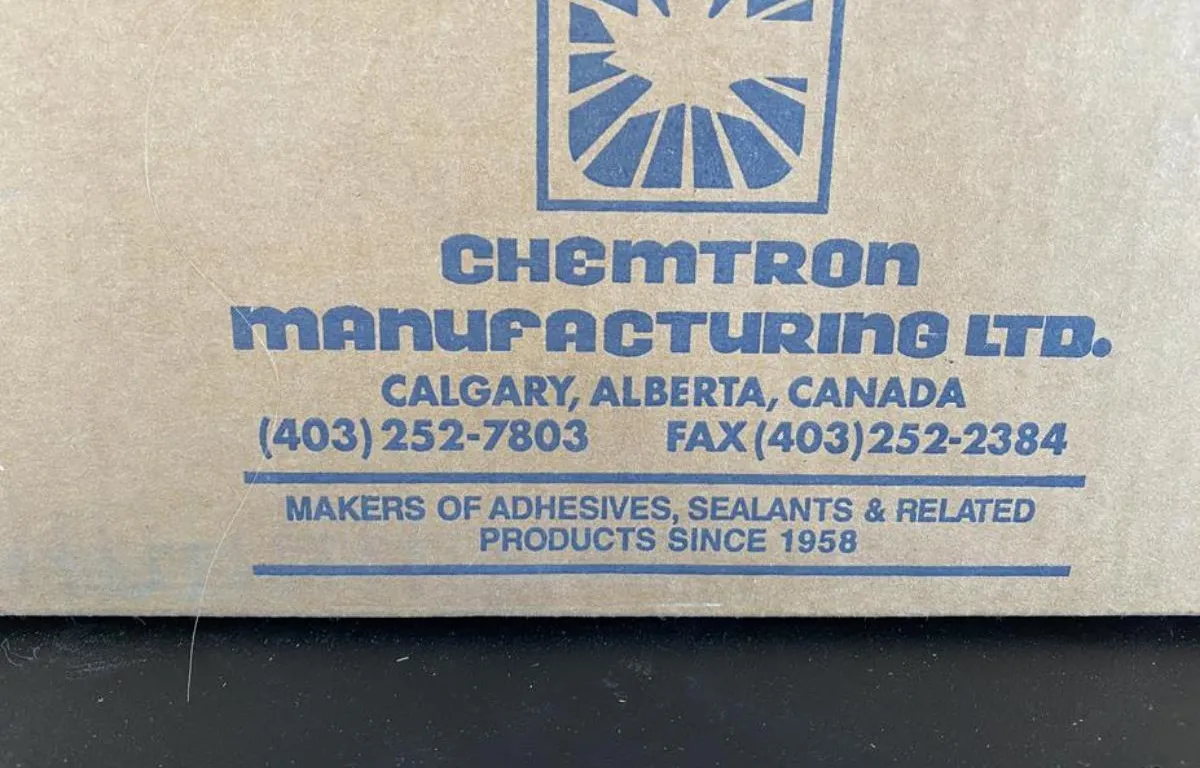 CHEMTRON
MANUFACTURING LTD.
CALGARY, ALBERTA, CANADA
(403) 252-7803 FAX (403) 252-2384
MAKERS OF ADHESIVES, SEALANTS & RELATED
PRODUCTS SINCE 1958